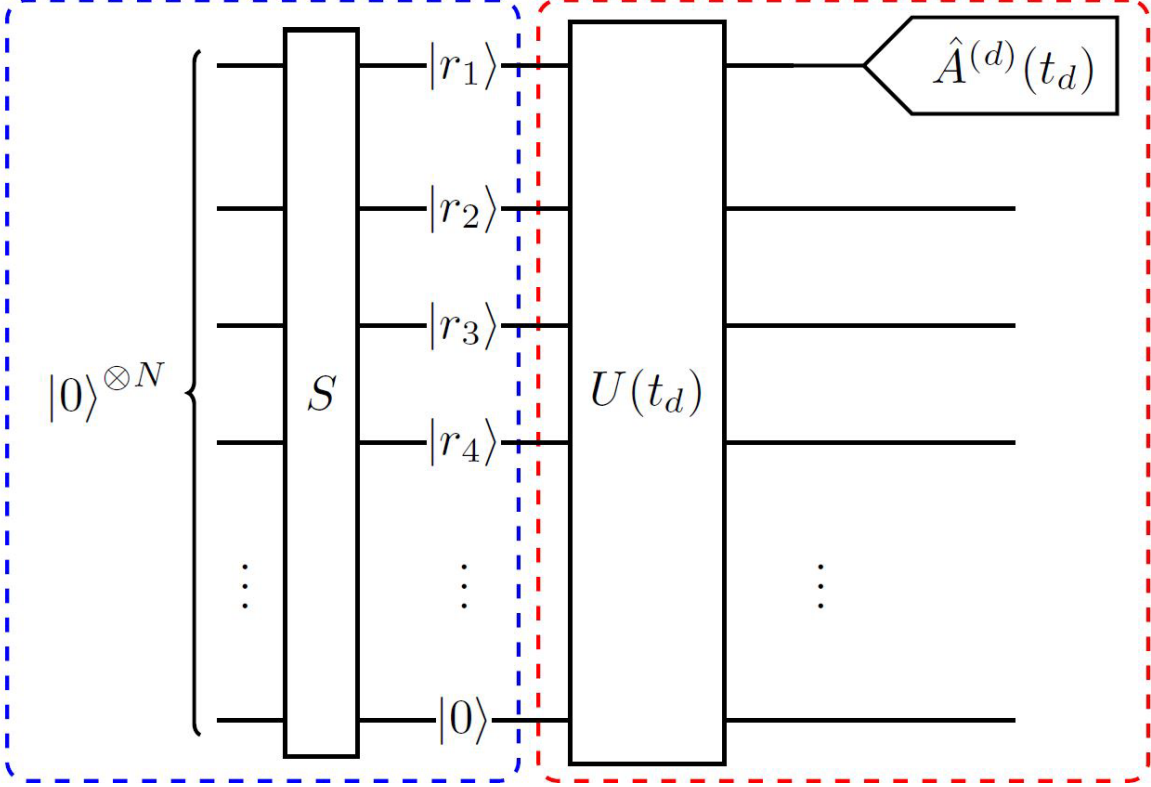 |0⟩⊗N
S
|r₁⟩
|r₂⟩
|r₃⟩
|r₄⟩
⋮
⋮
|0⟩
U(t_d)
⋮
Â^(d)(t_d)